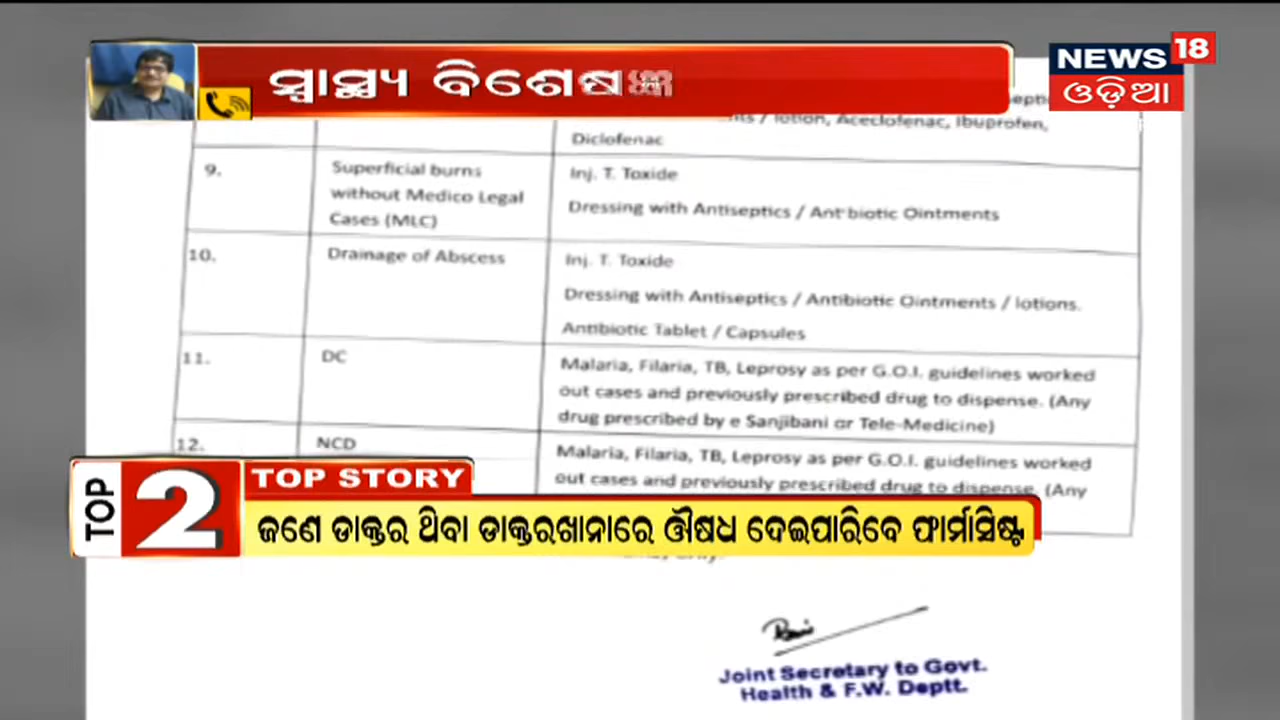 ସ୍ୱାସ୍ଥ୍ୟ ବିଶେଷଜ୍ଞ
NEWS 18
ଓଡ଼ିଆ
lotion, Aceclofenac, Ibuprofen,
Diclofenac
9.
Superficial burns
without Medico Legal
Cases (MLC)
Inj. T. Toxide
Dressing with Antiseptics / Antibiotic Ointments
10.
Drainage of Abscess
Inj. T. Toxide
Dressing with Antiseptics / Antibiotic Ointments / lotions.
Antibiotic Tablet / Capsules
11.
DC
Malaria, Filaria, TB, Leprosy as per G.O.I. guidelines worked
out cases and previously prescribed drug to dispense. (Any
drug prescribed by e Sanjibani or Tele-Medicine)
12.
NCD
Malaria, Filaria, TB, Leprosy as per G.O.I. guidelines worked
out cases and previously prescribed drug to dispense. (Any
TOP 2
TOP STORY
ଜଣେ ଡାକ୍ତର ଥିବା ଡାକ୍ତରଖାନାରେ ଔଷଧ ଦେଇପାରିବେ ଫାର୍ମାସିଷ୍ଟ
Joint Secretary to Govt.
Health & F.W. Deptt.